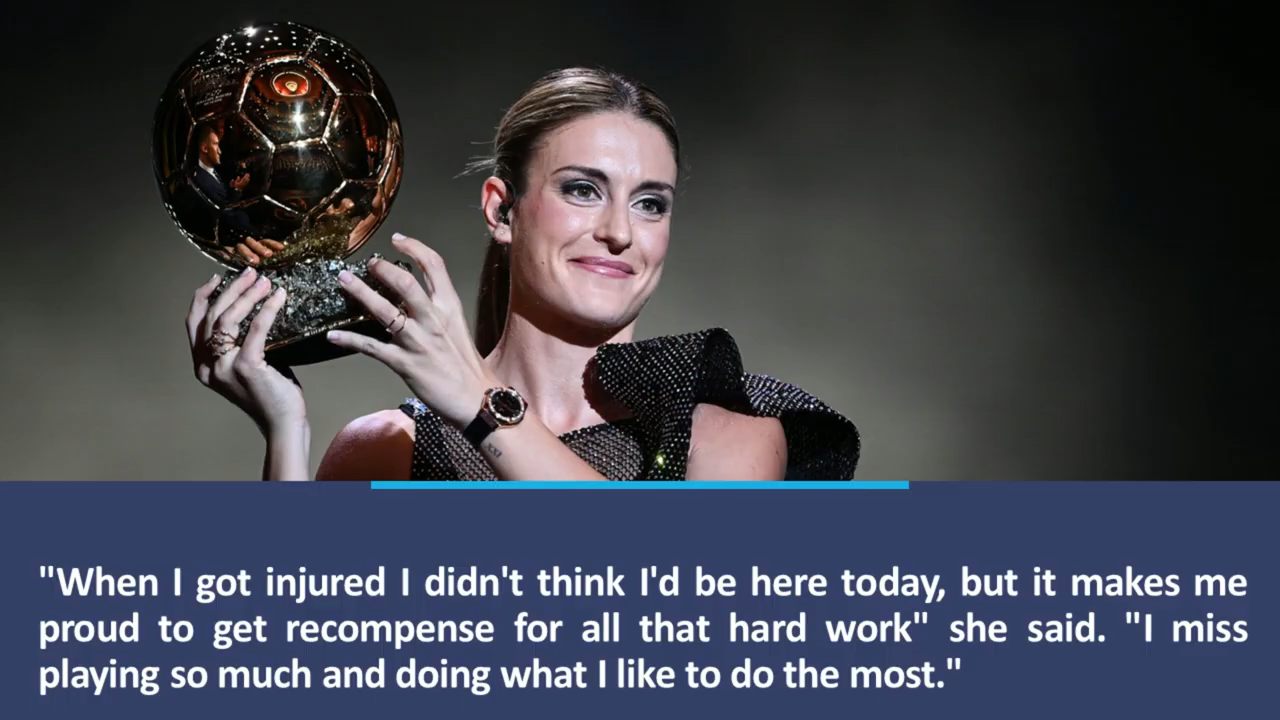 "When I got injured I didn't think I'd be here today, but it makes me
proud to get recompense for all that hard work" she said. "I miss
playing so much and doing what I like to do the most."